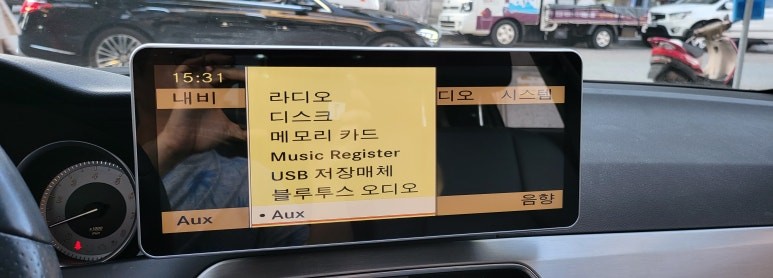 15:31
내비
디오
시스템
라디오
디스크
메모리 카드
Music Register
USB 저장매체
블루투스 오디오
• Aux
Aux
음향